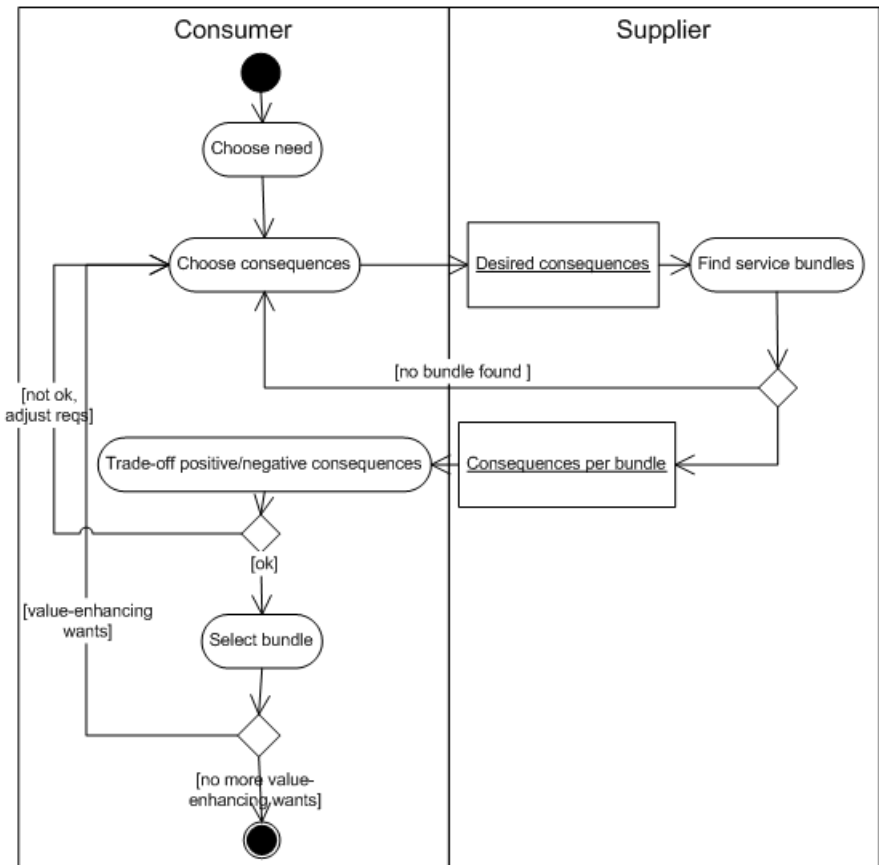 Consumer
Supplier
Choose need
Choose consequences
Desired consequences
Find service bundles
[no bundle found ]
[not ok,
adjust reqs]
Trade-off positive/negative consequences
Consequences per bundle
[ok]
[value-enhancing
wants]
Select bundle
[no more value-
enhancing wants]